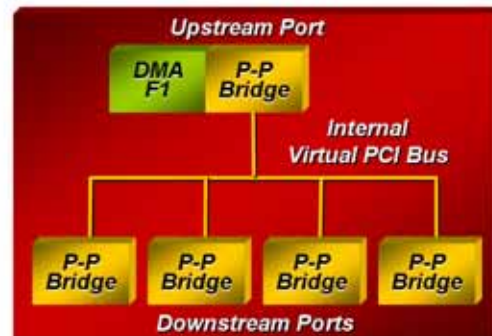 Upstream Port
DMA
F1
P-P
Bridge
Internal
Virtual PCI Bus
P-P
Bridge
P-P
Bridge
P-P
Bridge
P-P
Bridge
Downstream Ports